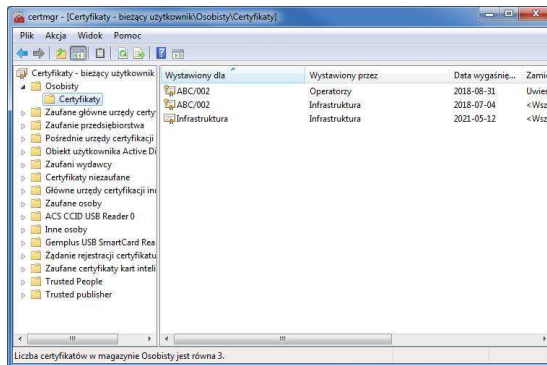 certmgr - [Certyfikaty - bieżący użytkownik\Osobisty\Certyfikaty]
Plik Akcja Widok Pomoc
Certyfikaty - bieżący użytkownik
Osobisty
Certyfikaty
Zaufane główne urzędy certy
Zaufanie przedsiębiorstwa
Pośrednie urzędy certyfikacji
Obiekt użytkownika Active Di
Zaufani wydawcy
Certyfikaty niezaufane
Główne urzędy certyfikacji inn
Zaufane osoby
ACS CCID USB Reader 0
Inne osoby
Gemplus USB SmartCard Rea
Żądanie rejestracji certyfikatu
Zaufane certyfikaty kart inteli
Trusted People
Trusted publisher
Wystawiony dla Wystawiony przez Data wygaśnię... Zamie
ABC/002 Operatorzy 2018-08-31 Uwier
ABC/002 Infrastruktura 2018-07-04 <Wsz
Infrastruktura Infrastruktura 2021-05-12 <Wsz
Liczba certyfikatów w magazynie Osobisty jest równa 3.